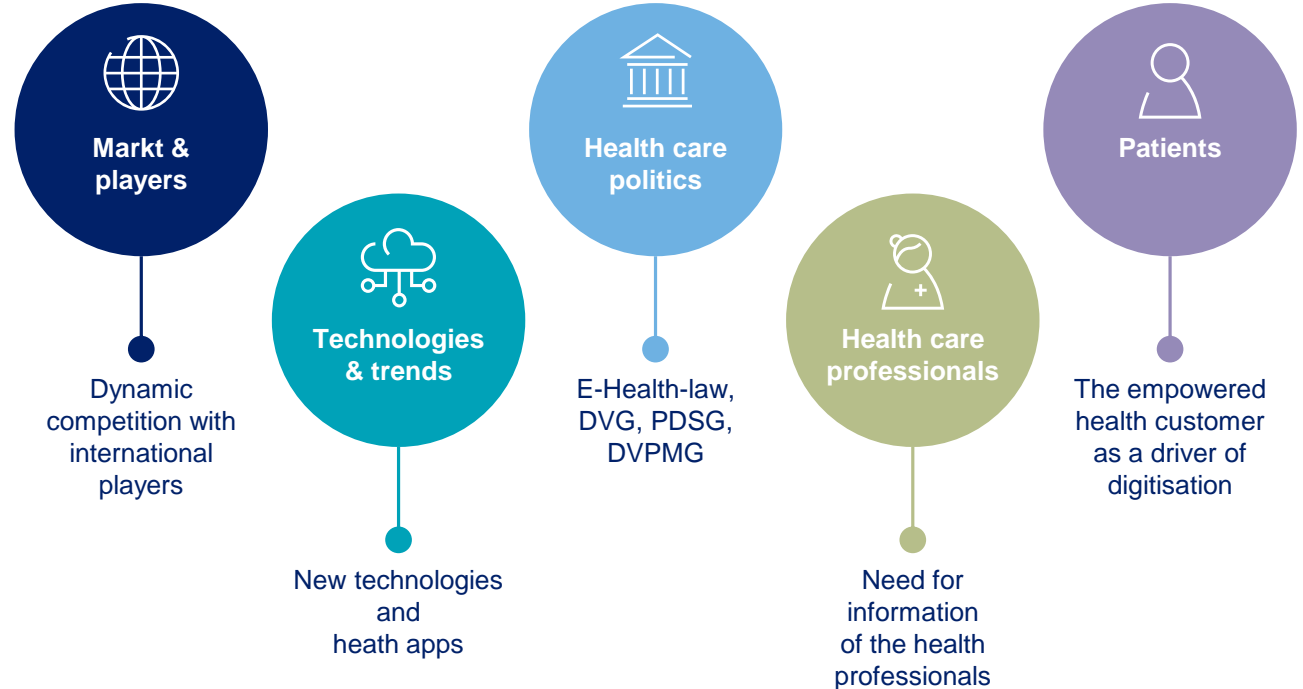 Markt &
players
Dynamic
competition with
international
players
Technologies
& trends
New technologies
and
heath apps
Health care
politics
E-Health-law,
DVG, PDSG,
DVPMG
Health care
professionals
Need for
information
of the health
professionals
Patients
The empowered
health customer
as a driver of
digitisation